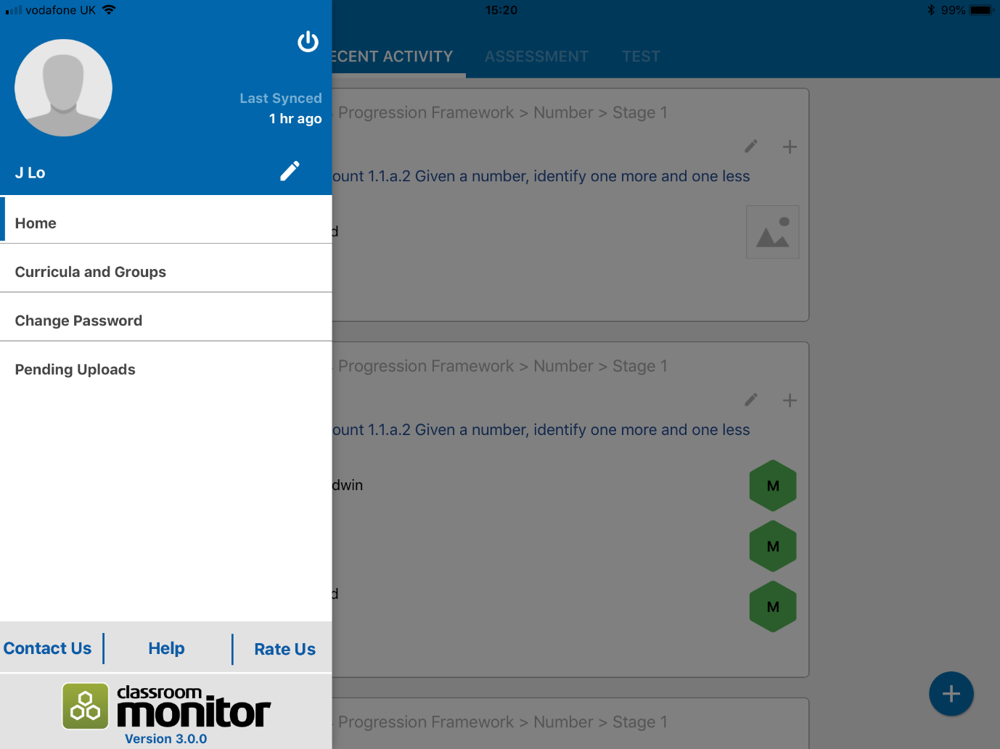 vodafone UK 15:20 99%
ECENT ACTIVITY ASSESSMENT TEST
Last Synced
1 hr ago
J Lo
Home
Curricula and Groups
Change Password
Pending Uploads
Contact Us Help Rate Us
classroom
monitor
Version 3.0.0
Progression Framework > Number > Stage 1
ount 1.1.a.2 Given a number, identify one more and one less
d
Progression Framework > Number > Stage 1
ount 1.1.a.2 Given a number, identify one more and one less
dwin
M
M
d
M
Progression Framework > Number > Stage 1